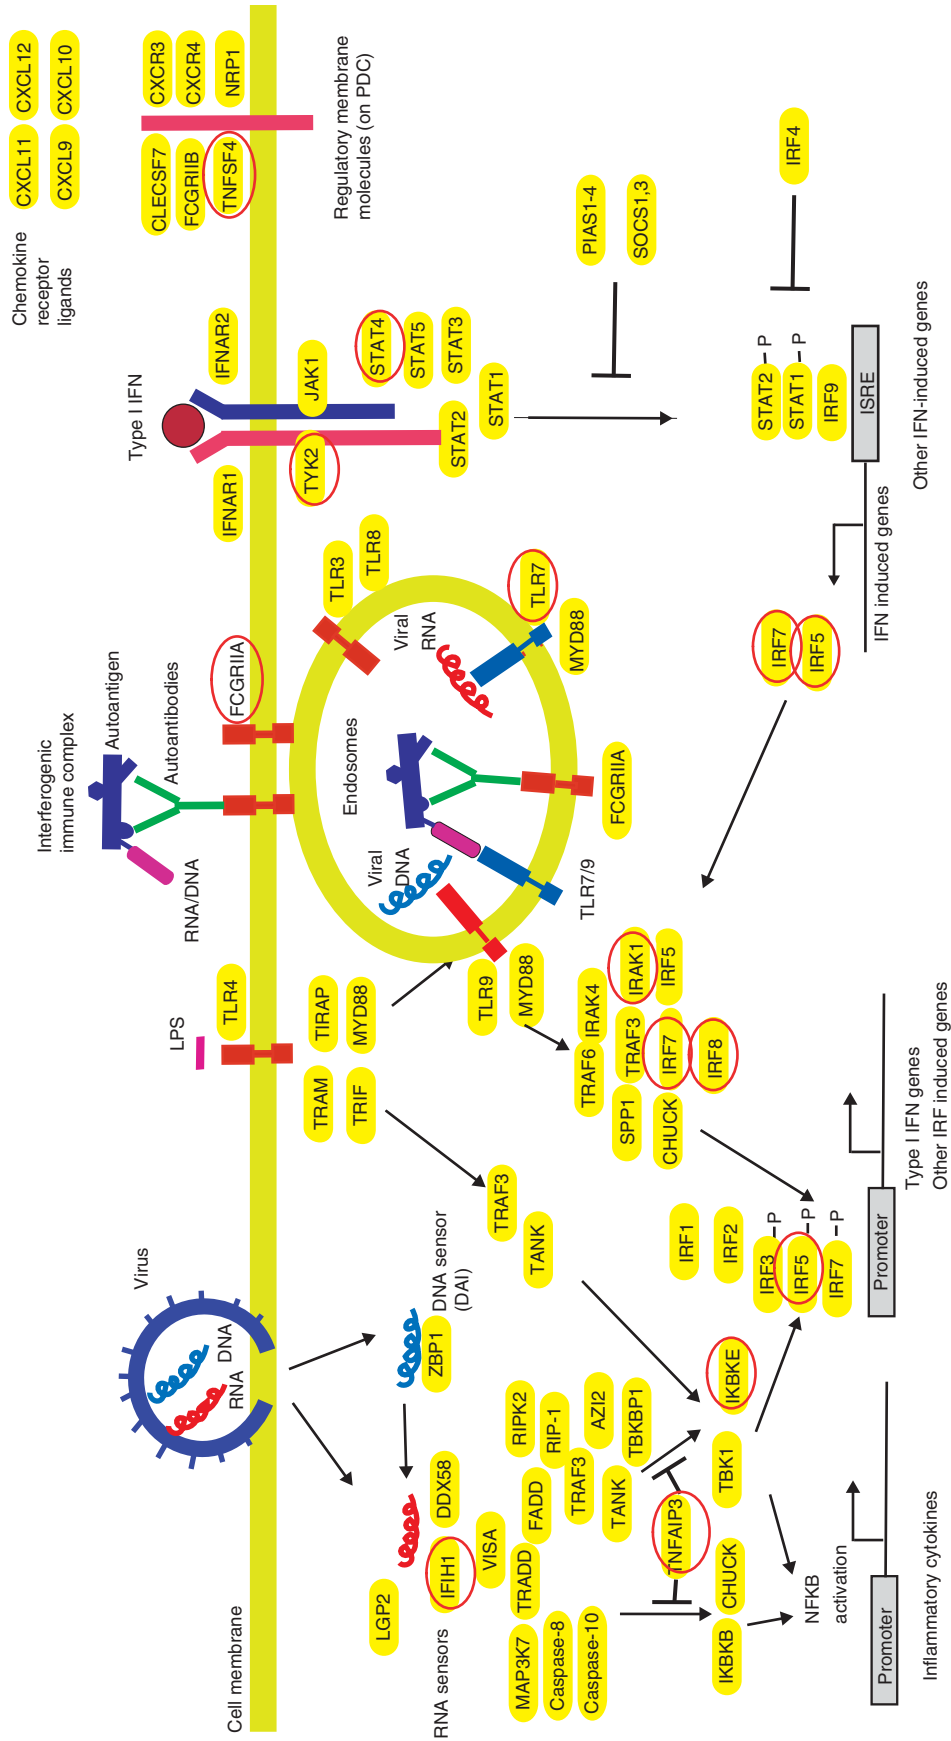 Cell membrane
Virus
DNA
RNA
LPS
TLR4
RNA/DNA
Interferogenic
immune complex
Autoantigen
Autoantibodies
FCGRIIA
Type I IFN
IFNAR1
IFNAR2
Chemokine
receptor
ligands
CXCL11
CXCL12
CXCL9
CXCL10
CLECSF7
CXCR3
FCGRIIB
CXCR4
TNFSF4
NRP1
Regulatory membrane
molecules (on PDC)
TRAM
TIRAP
TRIF
MYD88
Endosomes
Viral
DNA
Viral
RNA
TLR3
TLR8
TLR7
MYD88
FCGRIIA
TLR7/9
TLR9
MYD88
TYK2
JAK1
STAT4
STAT5
STAT3
STAT2
STAT1
PIAS1-4
SOCS1,3
IRF4
LGP2
RNA sensors
IFIH1
DDX58
VISA
ZBP1
DNA sensor
(DAI)
TRAF3
TANK
MAP3K7
TRADD
FADD
RIPK2
Caspase-8
RIP-1
Caspase-10
TRAF3
AZI2
TANK
TBKBP1
TNFAIP3
IKBKB
CHUCK
TBK1
IKBKE
NFKB
activation
Promoter
Inflammatory cytokines
TRAF6
IRAK4
SPP1
TRAF3
IRAK1
CHUCK
IRF7
IRF5
IRF8
IRF1
IRF2
IRF3
P
IRF5
P
IRF7
P
Promoter
Type I IFN genes
Other IRF induced genes
IRF7
IRF5
STAT2
P
STAT1
P
IRF9
ISRE
IFN induced genes
Other IFN-induced genes